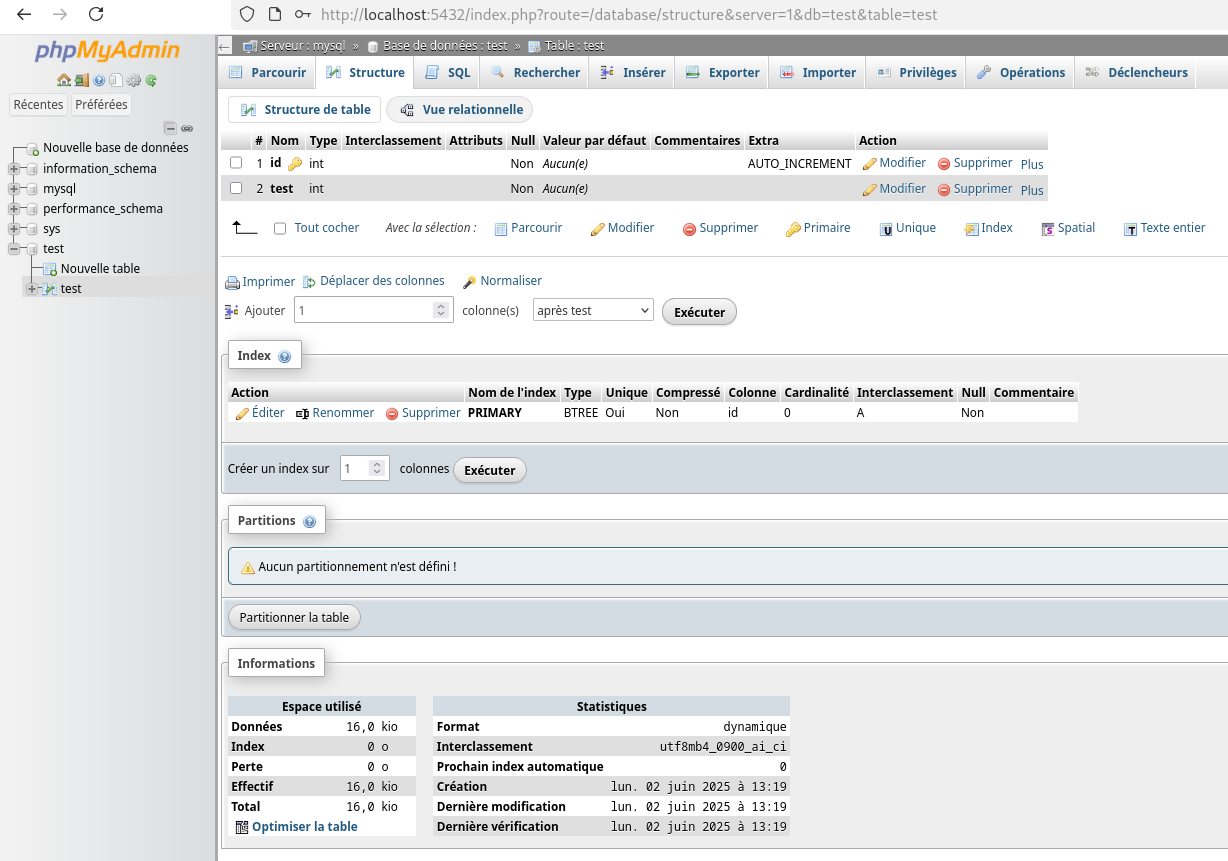 http://localhost:5432/index.php?route=/database/structure&server=1&db=test&table=test
phpMyAdmin
Récentes Préférées
Nouvelle base de données
information_schema
mysql
performance_schema
sys
test
Nouvelle table
test
← Serveur : mysql » Base de données : test » Table : test
Parcourir Structure SQL Rechercher Insérer Exporter Importer Privilèges Opérations Déclencheurs
Structure de table Vue relationnelle
# Nom Type Interclassement Attributs Null Valeur par défaut Commentaires Extra Action
1 id int Non Aucun(e) AUTO_INCREMENT Modifier Supprimer Plus
2 test int Non Aucun(e) Modifier Supprimer Plus
Tout cocher Avec la sélection : Parcourir Modifier Supprimer Primaire Unique Index Spatial Texte entier
Imprimer Déplacer des colonnes Normaliser
Ajouter 1 colonne(s) après test Exécuter
Index
Action Nom de l'index Type Unique Compressé Colonne Cardinalité Interclassement Null Commentaire
Éditer Renommer Supprimer PRIMARY BTREE Oui Non id 0 A Non
Créer un index sur 1 colonnes Exécuter
Partitions
Aucun partitionnement n'est défini !
Partitionner la table
Informations
Espace utilisé
Données 16,0 kio
Index 0 o
Perte 0 o
Effectif 16,0 kio
Total 16,0 kio
Optimiser la table
Statistiques
Format dynamique
Interclassement utf8mb4_0900_ai_ci
Prochain index automatique 0
Création lun. 02 juin 2025 à 13:19
Dernière modification lun. 02 juin 2025 à 13:19
Dernière vérification lun. 02 juin 2025 à 13:19